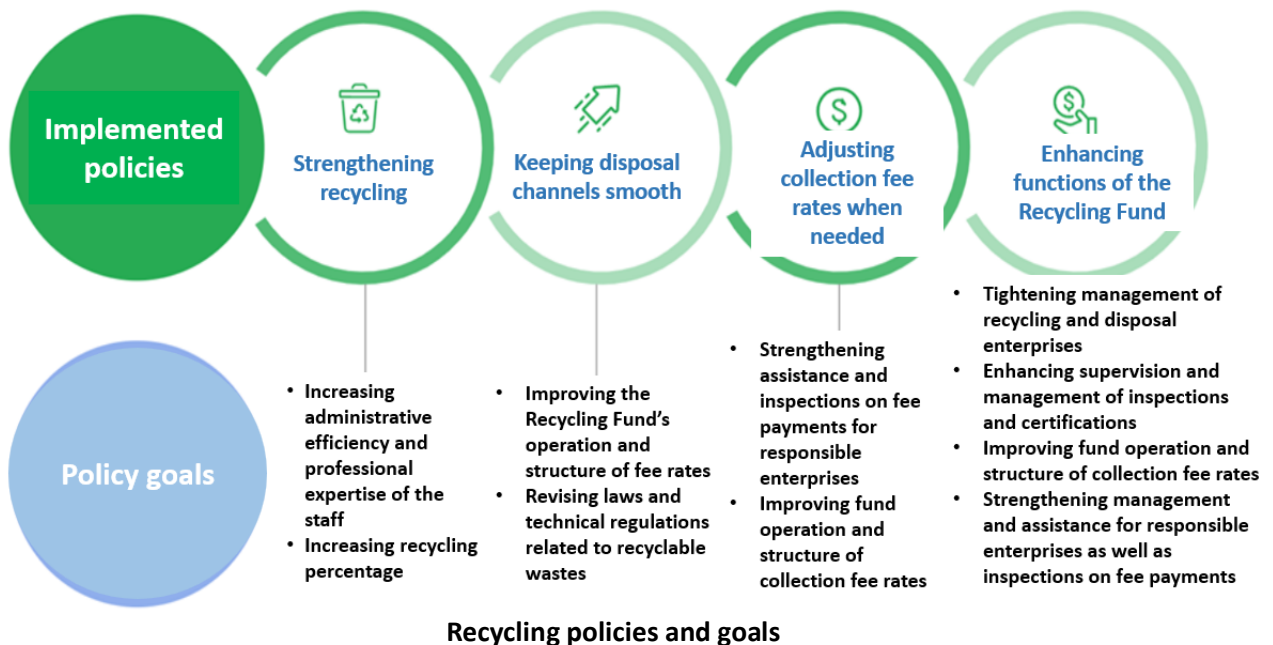 Implemented
policies
Strengthening
recycling
Keeping disposal
channels smooth
Adjusting
collection fee
rates when
needed
Enhancing
functions of the
Recycling Fund
Policy goals
• Increasing
administrative
efficiency and
professional
expertise of the
staff
• Increasing recycling
percentage
• Improving the
Recycling Fund's
operation and
structure of fee rates
• Revising laws and
technical regulations
related to recyclable
wastes
• Strengthening
assistance and
inspections on fee
payments for
responsible
enterprises
• Improving fund
operation and
structure of
collection fee rates
• Tightening management of
recycling and disposal
enterprises
• Enhancing supervision and
management of inspections
and certifications
• Improving fund operation and
structure of collection fee rates
• Strengthening management
and assistance for responsible
enterprises as well as
inspections on fee payments
Recycling policies and goals